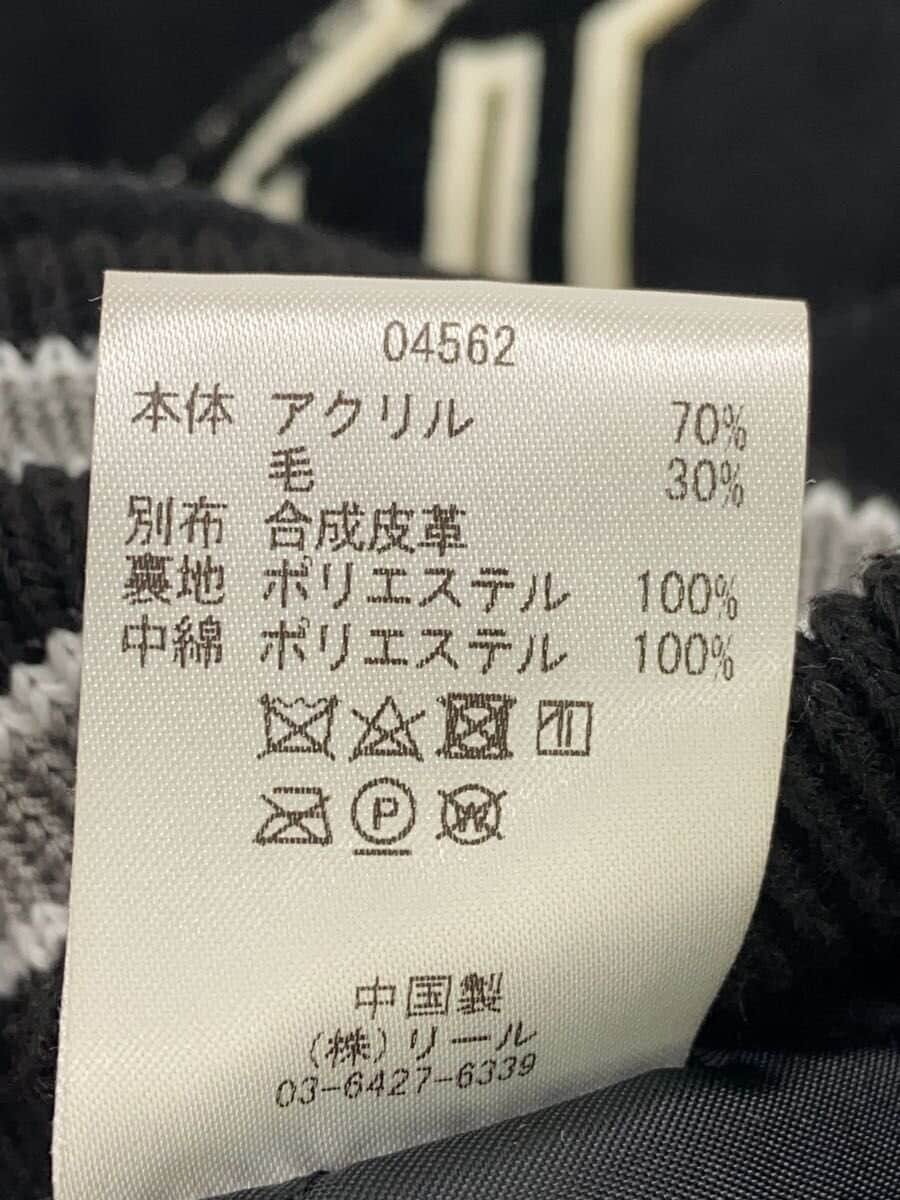 04562
本体 アクリル 70%
毛 30%
別布 合成皮革
裏地 ポリエステル 100%
中綿 ポリエステル 100%
P W
中国製
(株)リール
03-6427-6339